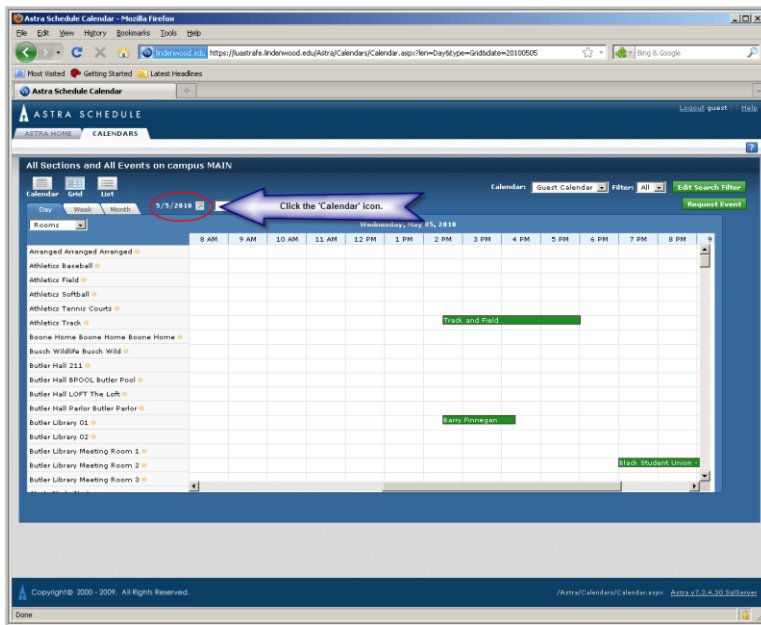 Astra Schedule Calendar - Mozilla Firefox
File Edit View History Bookmarks Tools Help
lindenwood.edu https://luastrafe.lindenwood.edu/Astra/Calendars/Calendar.aspx?len=Day&type=Grid&date=20100505 Bing & Google
Most Visited Getting Started Latest Headlines
Astra Schedule Calendar
ASTRA SCHEDULE Logout guest | Help
ASTRA HOME CALENDARS
?
All Sections and All Events on campus MAIN
Calendar Grid List Calendar: Guest Calendar Filter: All Edit Search Filter
Day Week Month 5/5/2010 Click the 'Calendar' icon. Request Event
Rooms Wednesday, May 05, 2010
8 AM 9 AM 10 AM 11 AM 12 PM 1 PM 2 PM 3 PM 4 PM 5 PM 6 PM 7 PM 8 PM 9
Arranged Arranged Arranged
Athletics Baseball
Athletics Field
Athletics Softball
Athletics Tennis Courts
Athletics Track Track and Field
Boone Home Boone Home Boone Home
Busch Wildlife Busch Wild
Butler Hall 211
Butler Hall BPOOL Butler Pool
Butler Hall LOFT The Loft
Butler Hall Parlor Butler Parlor
Butler Library 01 Barry Finnegan
Butler Library 02
Butler Library Meeting Room 1
Butler Library Meeting Room 2 Black Student Union -
Butler Library Meeting Room 3
Copyright© 2000 - 2009. All Rights Reserved. /Astra/Calendars/Calendar.aspx Astra v7.3.4.30 SalServer
Done